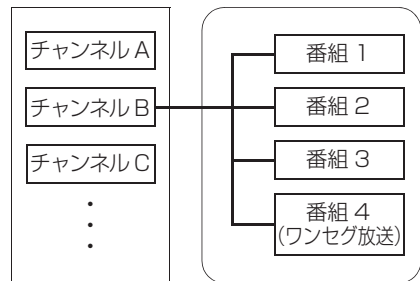 チャンネル A
チャンネル B
チャンネル C
・
・
・
番組 1
番組 2
番組 3
番組 4
(ワンセグ放送)